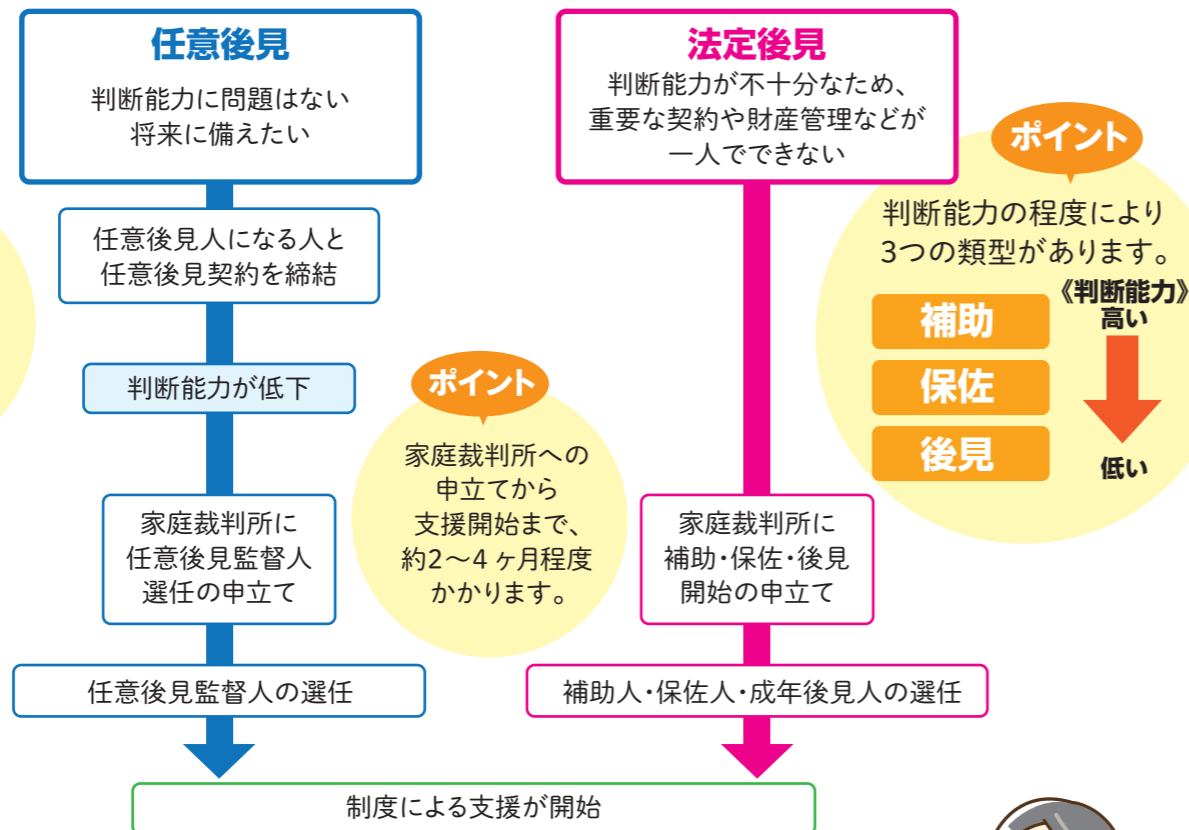 任意後見
判断能力に問題はない
将来に備えたい
任意後見人になる人と
任意後見契約を締結
判断能力が低下
家庭裁判所に
任意後見監督人
選任の申立て
任意後見監督人の選任
ポイント
家庭裁判所への
申立てから
支援開始まで、
約2〜4ヶ月程度
かかります。
法定後見
判断能力が不十分なため、
重要な契約や財産管理などが
一人でできない
家庭裁判所に
補助・保佐・後見
開始の申立て
補助人・保佐人・成年後見人の選任
ポイント
判断能力の程度により
3つの類型があります。
《判断能力》
高い
補助
保佐
後見
低い
制度による支援が開始